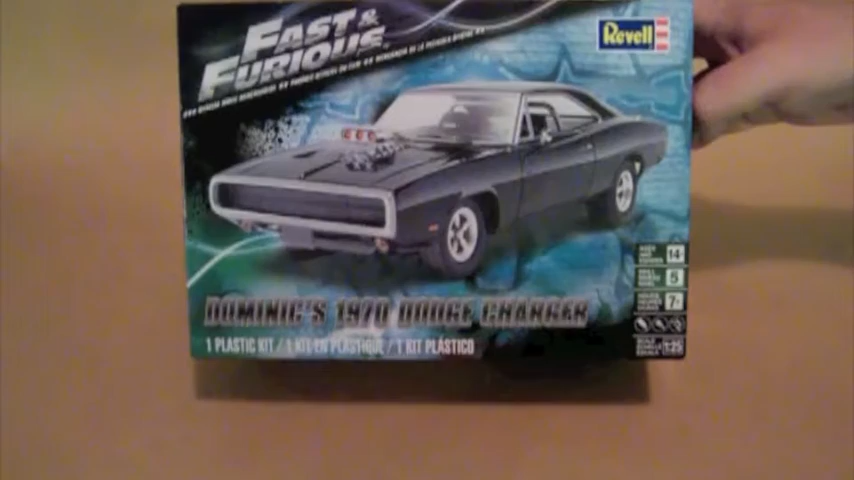 FAST &
FURIOUS
Revell
14+
5
7+
DOMINIC'S 1970 DODGE CHARGER
1 PLASTIC KIT / 1 KIT EN PLASTIQUE / 1 KIT PLÁSTICO
1:25